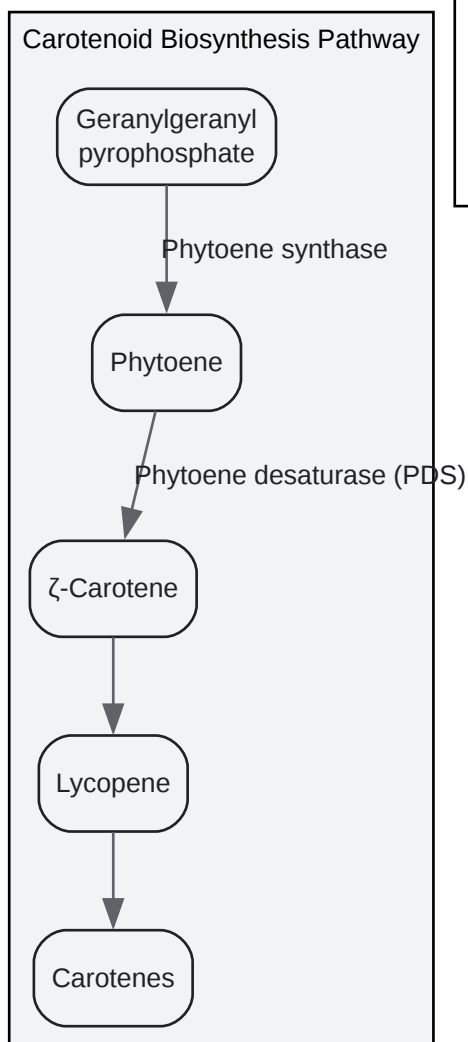 Carotenoid Biosynthesis Pathway
Geranylgeranyl
pyrophosphate
Phytoene synthase
Phytoene
Phytoene desaturase (PDS)
ζ-Carotene
Lycopene
Carotenes